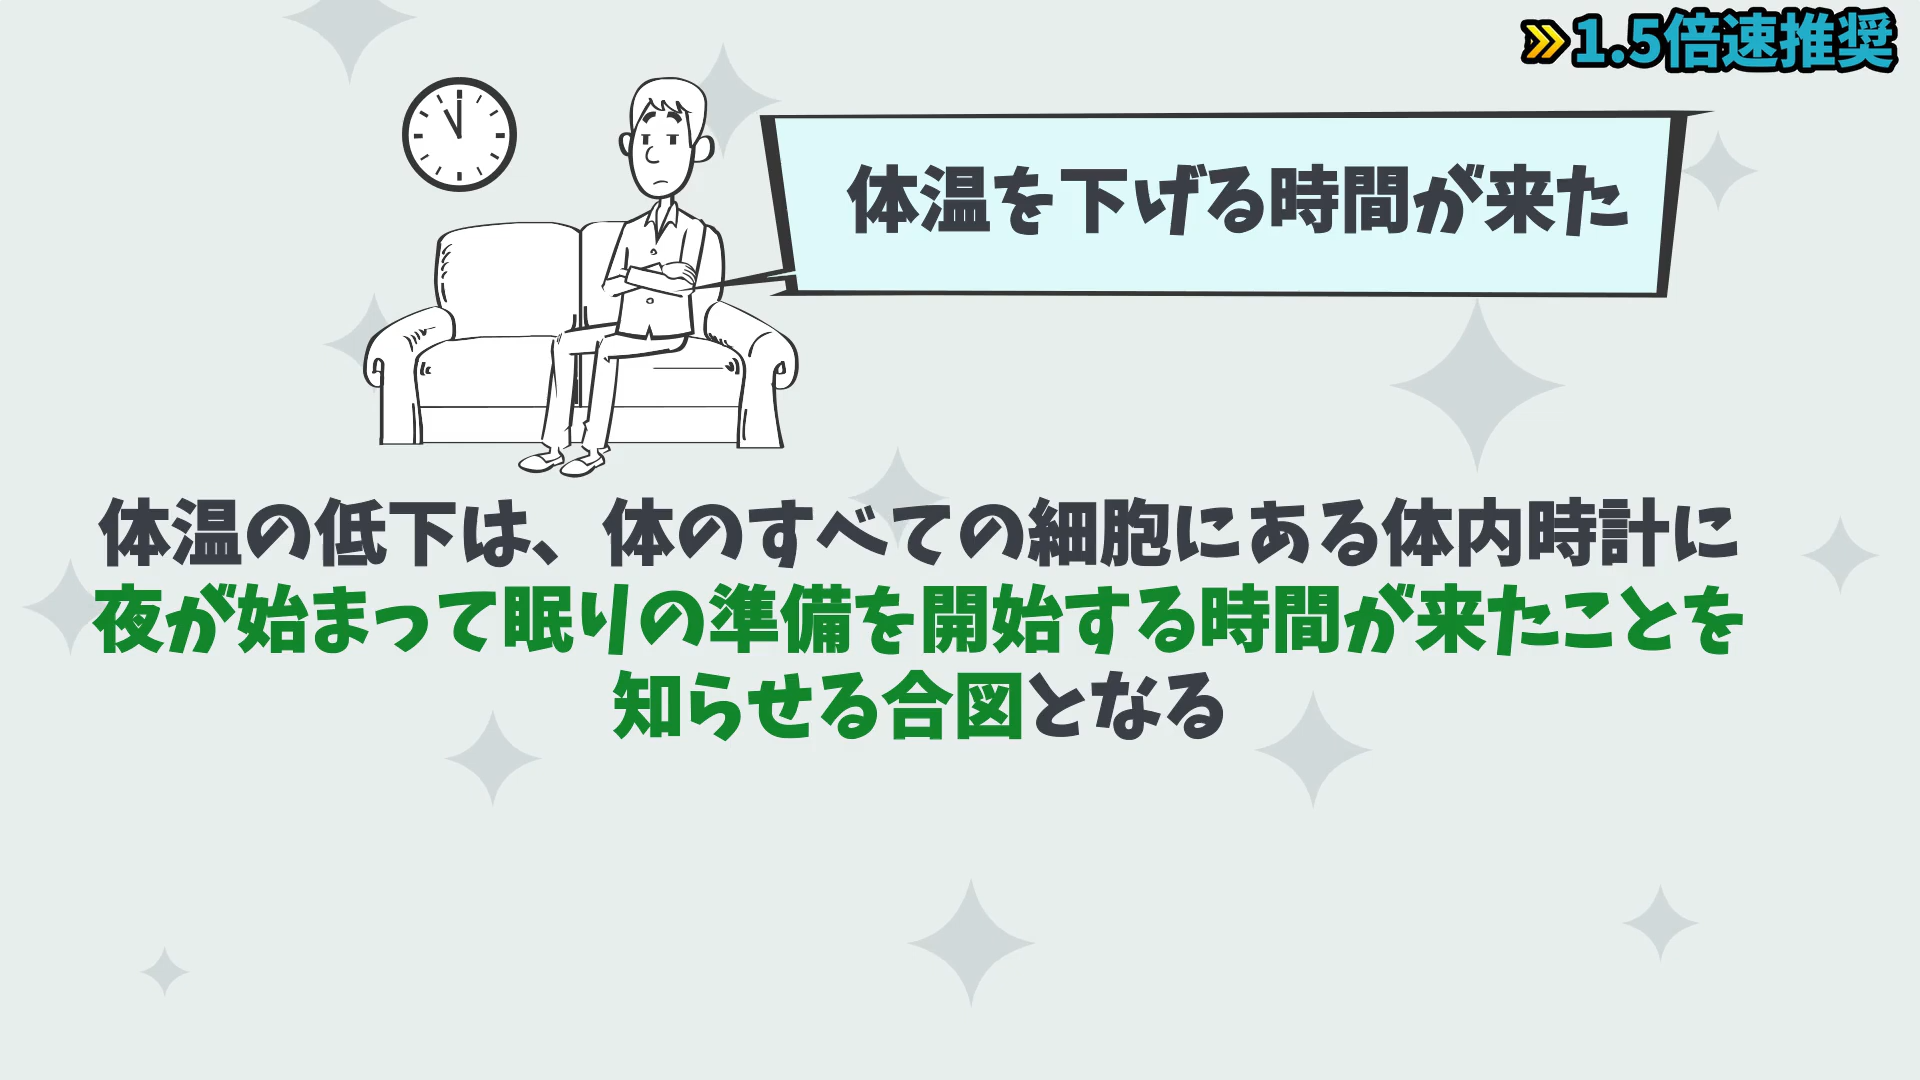 1.5倍速推奨
体温を下げる時間が来た
体温の低下は、体のすべての細胞にある体内時計に
夜が始まって眠りの準備を開始する時間が来たことを
知らせる合図となる